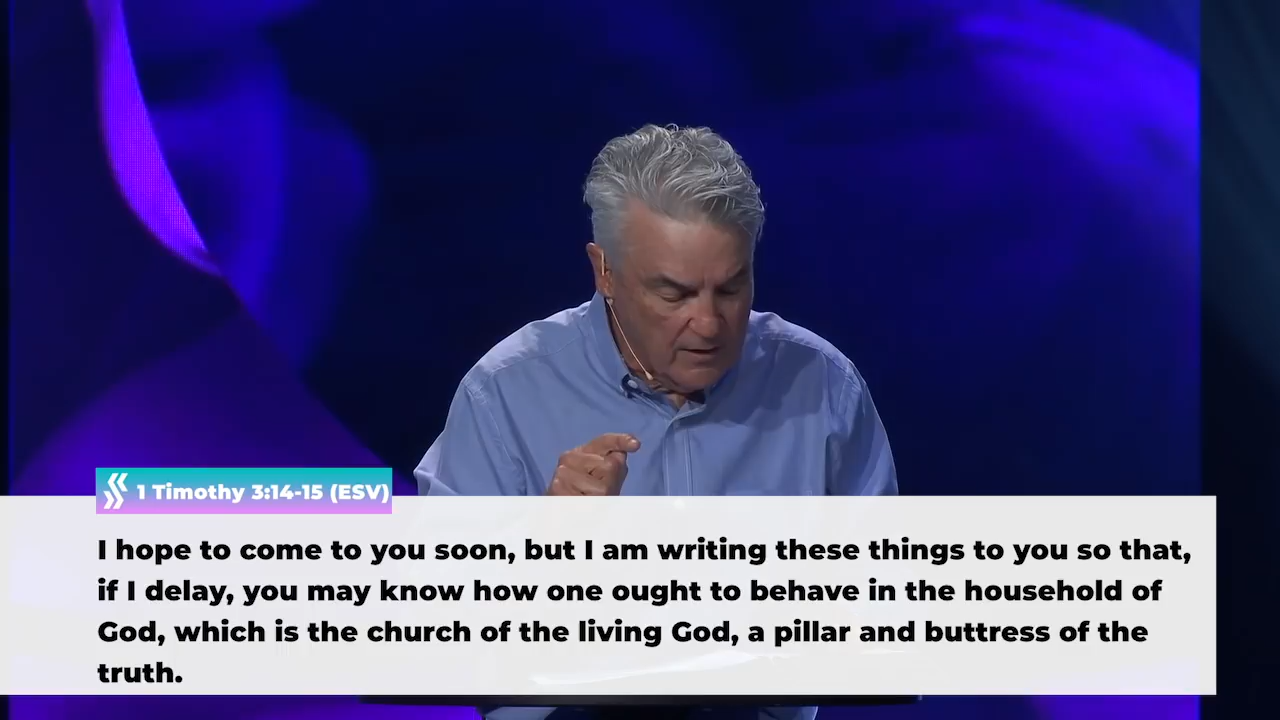 1 Timothy 3:14-15 (ESV)
I hope to come to you soon, but I am writing these things to you so that,
if I delay, you may know how one ought to behave in the household of
God, which is the church of the living God, a pillar and buttress of the
truth.